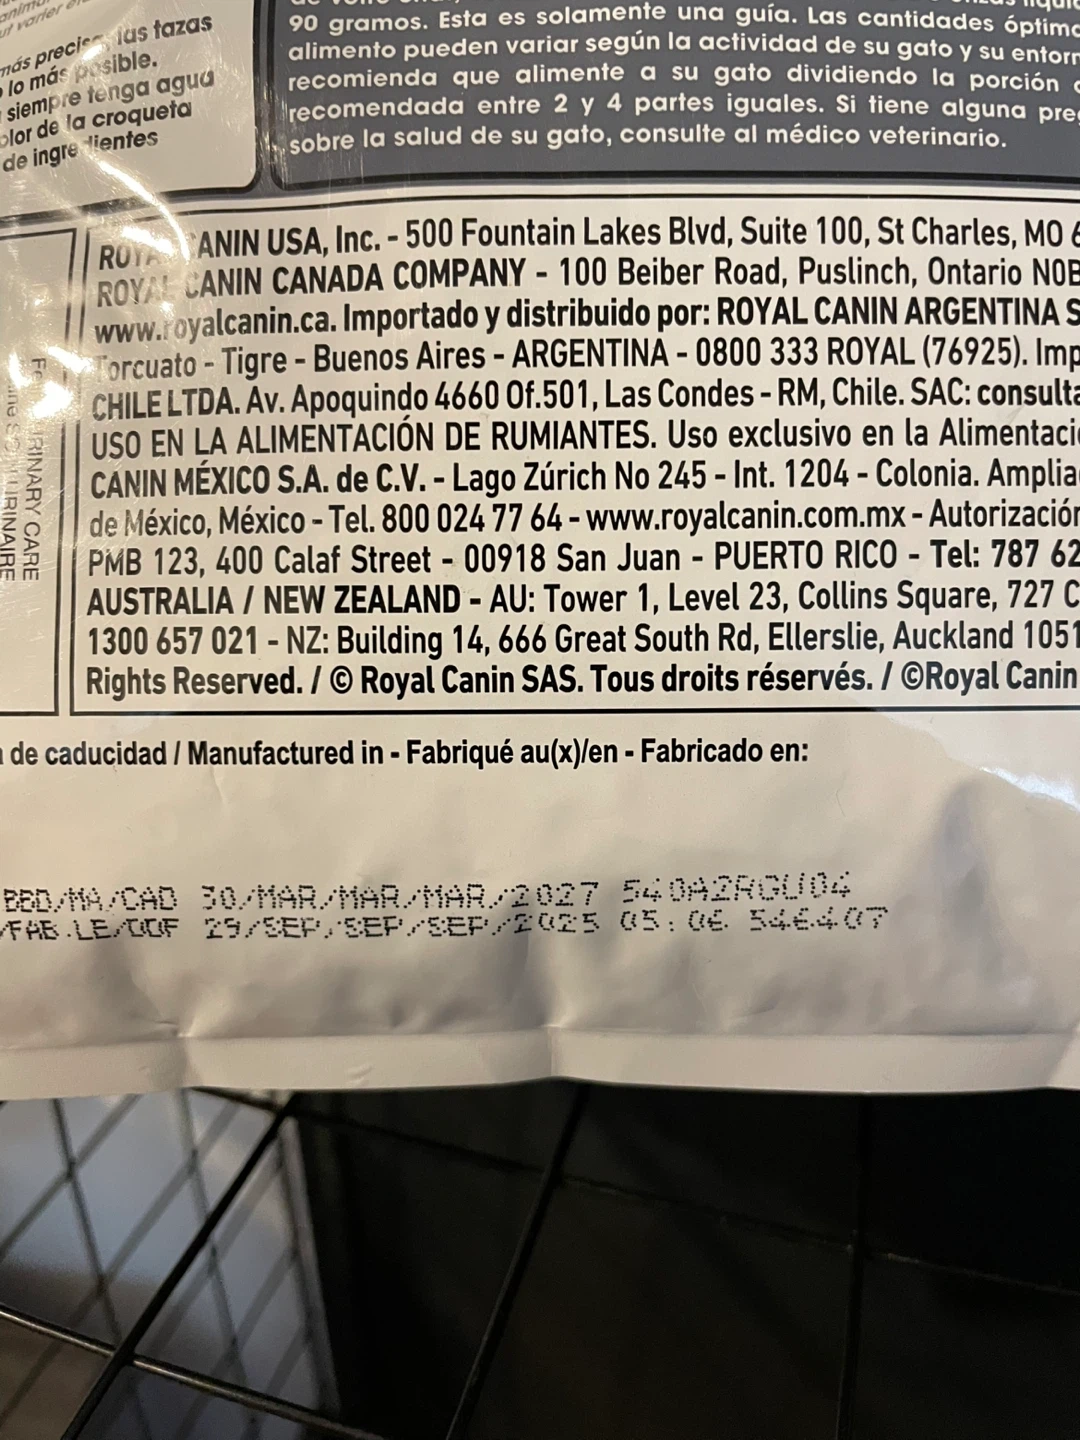 más precisa, las tazas
lo más posible.
siempre tenga agua
color de la croqueta
de ingredientes
90 gramos. Esta es solamente una guía. Las cantidades óptima
alimento pueden variar según la actividad de su gato y su entorn
recomienda que alimente a su gato dividiendo la porción
recomendada entre 2 y 4 partes iguales. Si tiene alguna preg
sobre la salud de su gato, consulte al médico veterinario.
URINARY CARE
URINAIRE
ROYAL CANIN USA, Inc. - 500 Fountain Lakes Blvd, Suite 100, St Charles, MO 6
ROYAL CANIN CANADA COMPANY - 100 Beiber Road, Puslinch, Ontario N0B
www.royalcanin.ca. Importado y distribuido por: ROYAL CANIN ARGENTINA S
Torcuato - Tigre - Buenos Aires - ARGENTINA - 0800 333 ROYAL (76925). Imp
CHILE LTDA. Av. Apoquindo 4660 Of.501, Las Condes - RM, Chile. SAC: consulta
USO EN LA ALIMENTACIÓN DE RUMIANTES. Uso exclusivo en la Alimentació
CANIN MÉXICO S.A. de C.V. - Lago Zúrich No 245 - Int. 1204 - Colonia. Amplia
de México, México - Tel. 800 024 77 64 - www.royalcanin.com.mx - Autorización
PMB 123, 400 Calaf Street - 00918 San Juan - PUERTO RICO - Tel: 787 62
AUSTRALIA / NEW ZEALAND - AU: Tower 1, Level 23, Collins Square, 727 C
1300 657 021 - NZ: Building 14, 666 Great South Rd, Ellerslie, Auckland 1051
Rights Reserved. / © Royal Canin SAS. Tous droits réservés. / ©Royal Canin
de caducidad / Manufactured in - Fabriqué au(x)/en - Fabricado en:
BBD/MA/CAD 30/MAR/MAR/MAR/2027 540A2RGU04
/FAB.LE/DOF 29/SEP/SEP/SEP/2025 05:06 546407